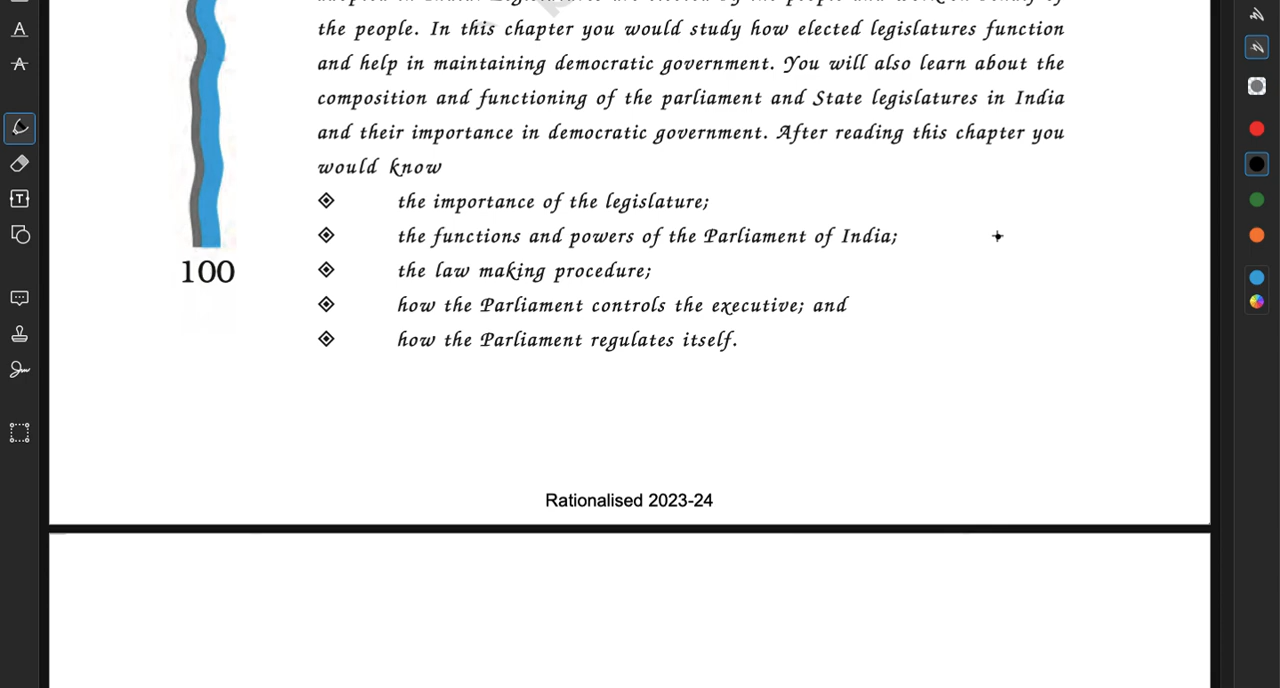 the people. In this chapter you would study how elected legislatures function
and help in maintaining democratic government. You will also learn about the
composition and functioning of the parliament and State legislatures in India
and their importance in democratic government. After reading this chapter you
would know
the importance of the legislature;
the functions and powers of the Parliament of India;
100
the law making procedure;
how the Parliament controls the executive; and
how the Parliament regulates itself.
Rationalised 2023-24